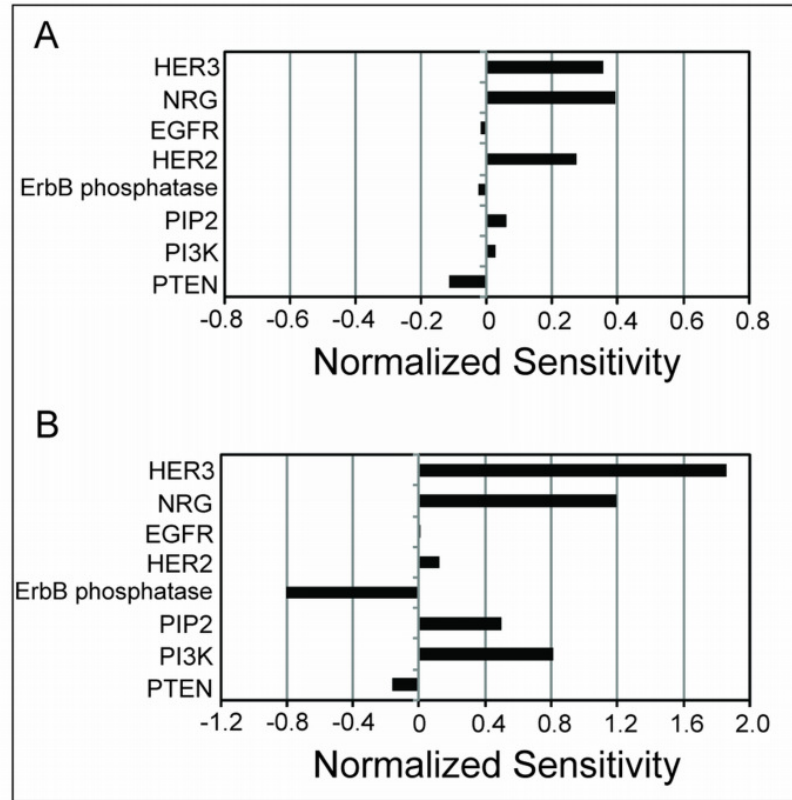 A
HER3
NRG
EGFR
HER2
ErbB phosphatase
PIP2
PI3K
PTEN
-0.8 -0.6 -0.4 -0.2 0 0.2 0.4 0.6 0.8
Normalized Sensitivity
B
HER3
NRG
EGFR
HER2
ErbB phosphatase
PIP2
PI3K
PTEN
-1.2 -0.8 -0.4 0 0.4 0.8 1.2 1.6 2.0
Normalized Sensitivity